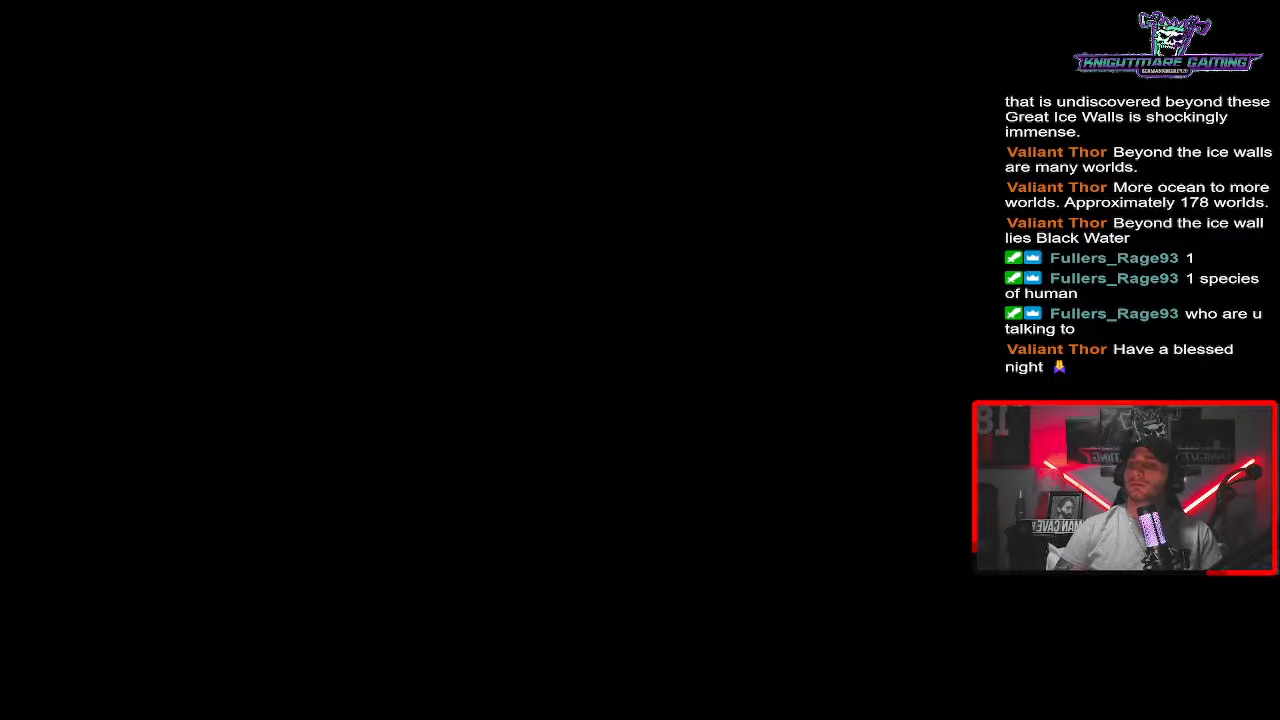 KNIGHTMARE GAMING
that is undiscovered beyond these
Great Ice Walls is shockingly
immense.
Valiant Thor Beyond the ice walls
are many worlds.
Valiant Thor More ocean to more
worlds. Approximately 178 worlds.
Valiant Thor Beyond the ice wall
lies Black Water
Fullers_Rage93 1
Fullers_Rage93 1 species
of human
Fullers_Rage93 who are u
talking to
Valiant Thor Have a blessed
night
81
MAN CAVE